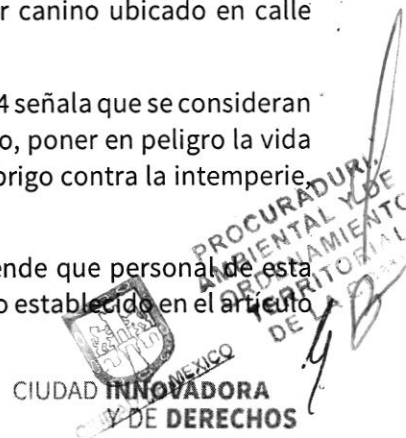 r canino ubicado en calle
4 señala que se consideran
o, poner en peligro la vida
brigo contra la intemperie,
ende que personal de esta
o establecido en el artículo
PROCURADURÍA
AMBIENTAL Y DE
ORDENAMIENTO
TERRITORIAL
DE LA
CIUDAD MEXICO
CIUDAD INNOVADORA
Y DE DERECHOS